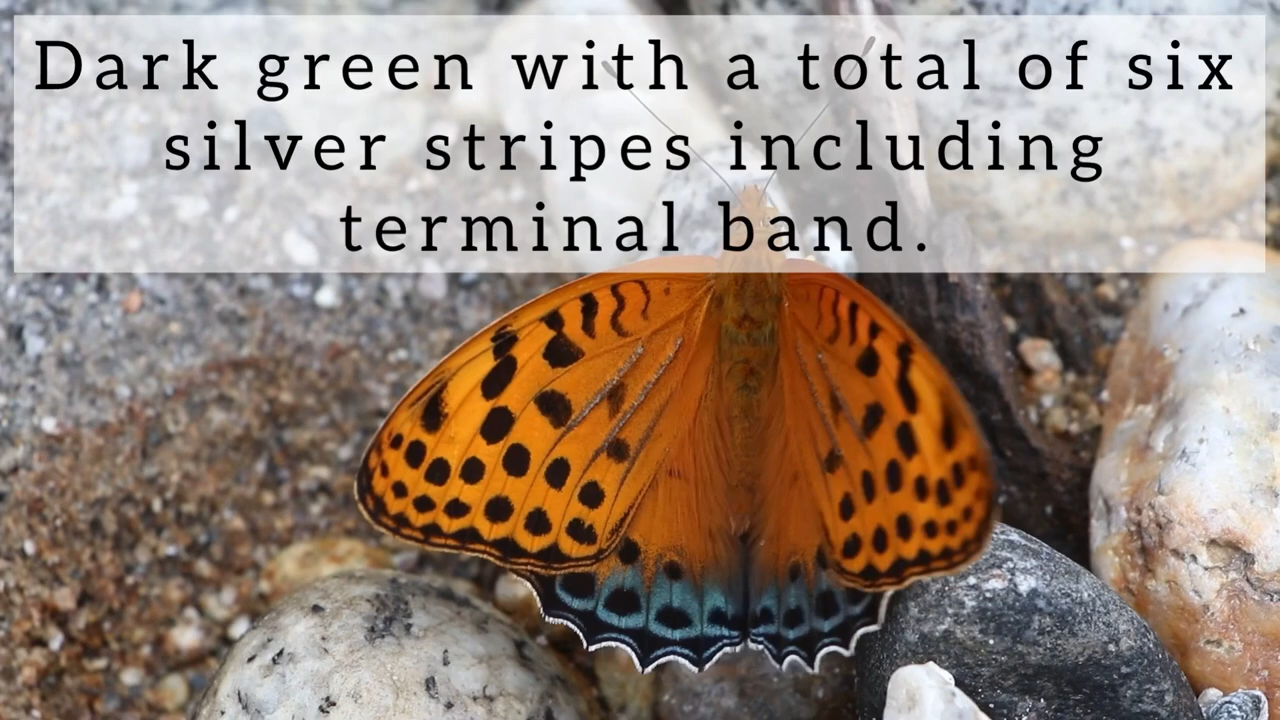 Dark green with a total of six
silver stripes including
terminal band.